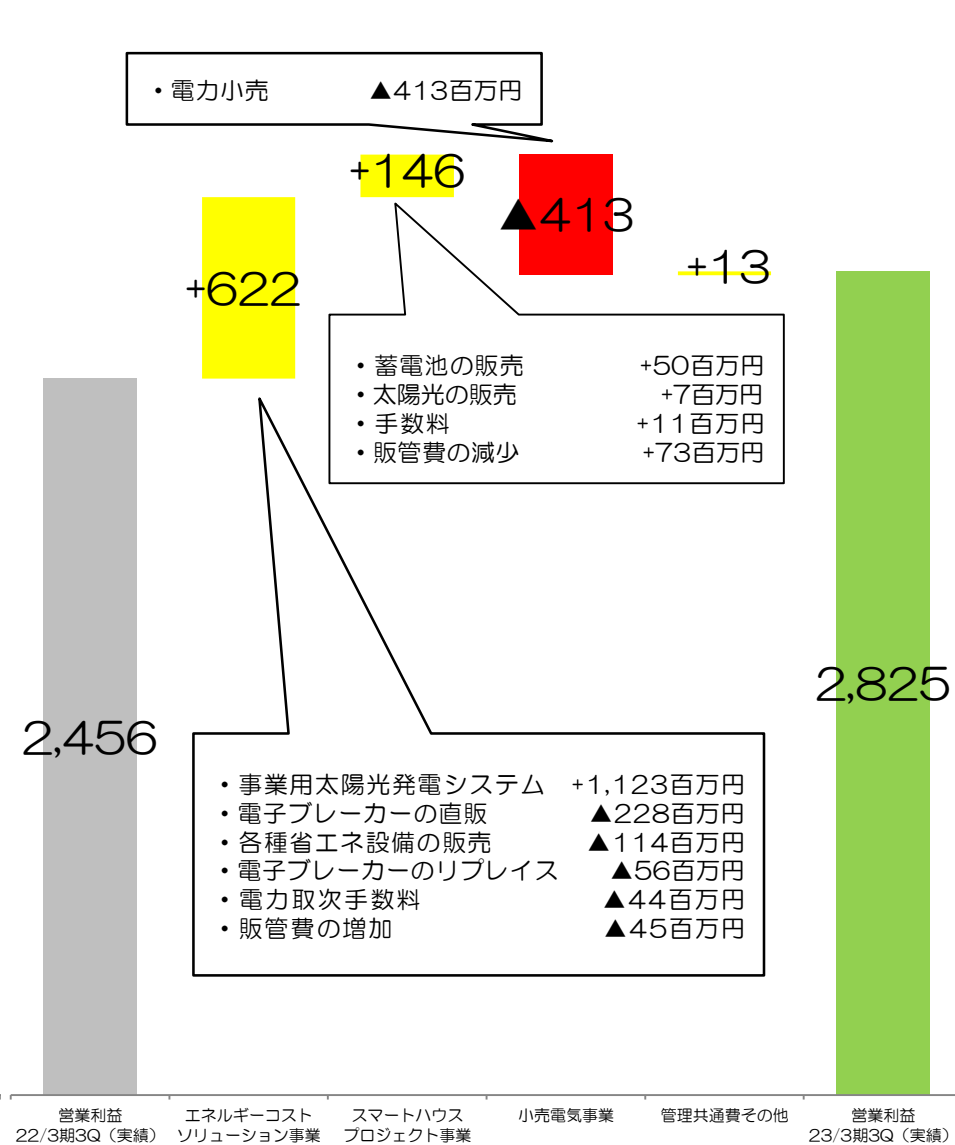 ・電力小売 ▲413百万円
+146
▲413
+622
+13
・蓄電池の販売 +50百万円
・太陽光の販売 +7百万円
・手数料 +11百万円
・販管費の減少 +73百万円
2,456
2,825
・事業用太陽光発電システム +1,123百万円
・電子ブレーカーの直販 ▲228百万円
・各種省エネ設備の販売 ▲114百万円
・電子ブレーカーのリプレイス ▲56百万円
・電力取次手数料 ▲44百万円
・販管費の増加 ▲45百万円
営業利益
22/3期3Q（実績）
エネルギーコスト
ソリューション事業
スマートハウス
プロジェクト事業
小売電気事業
管理共通費その他
営業利益
23/3期3Q（実績）